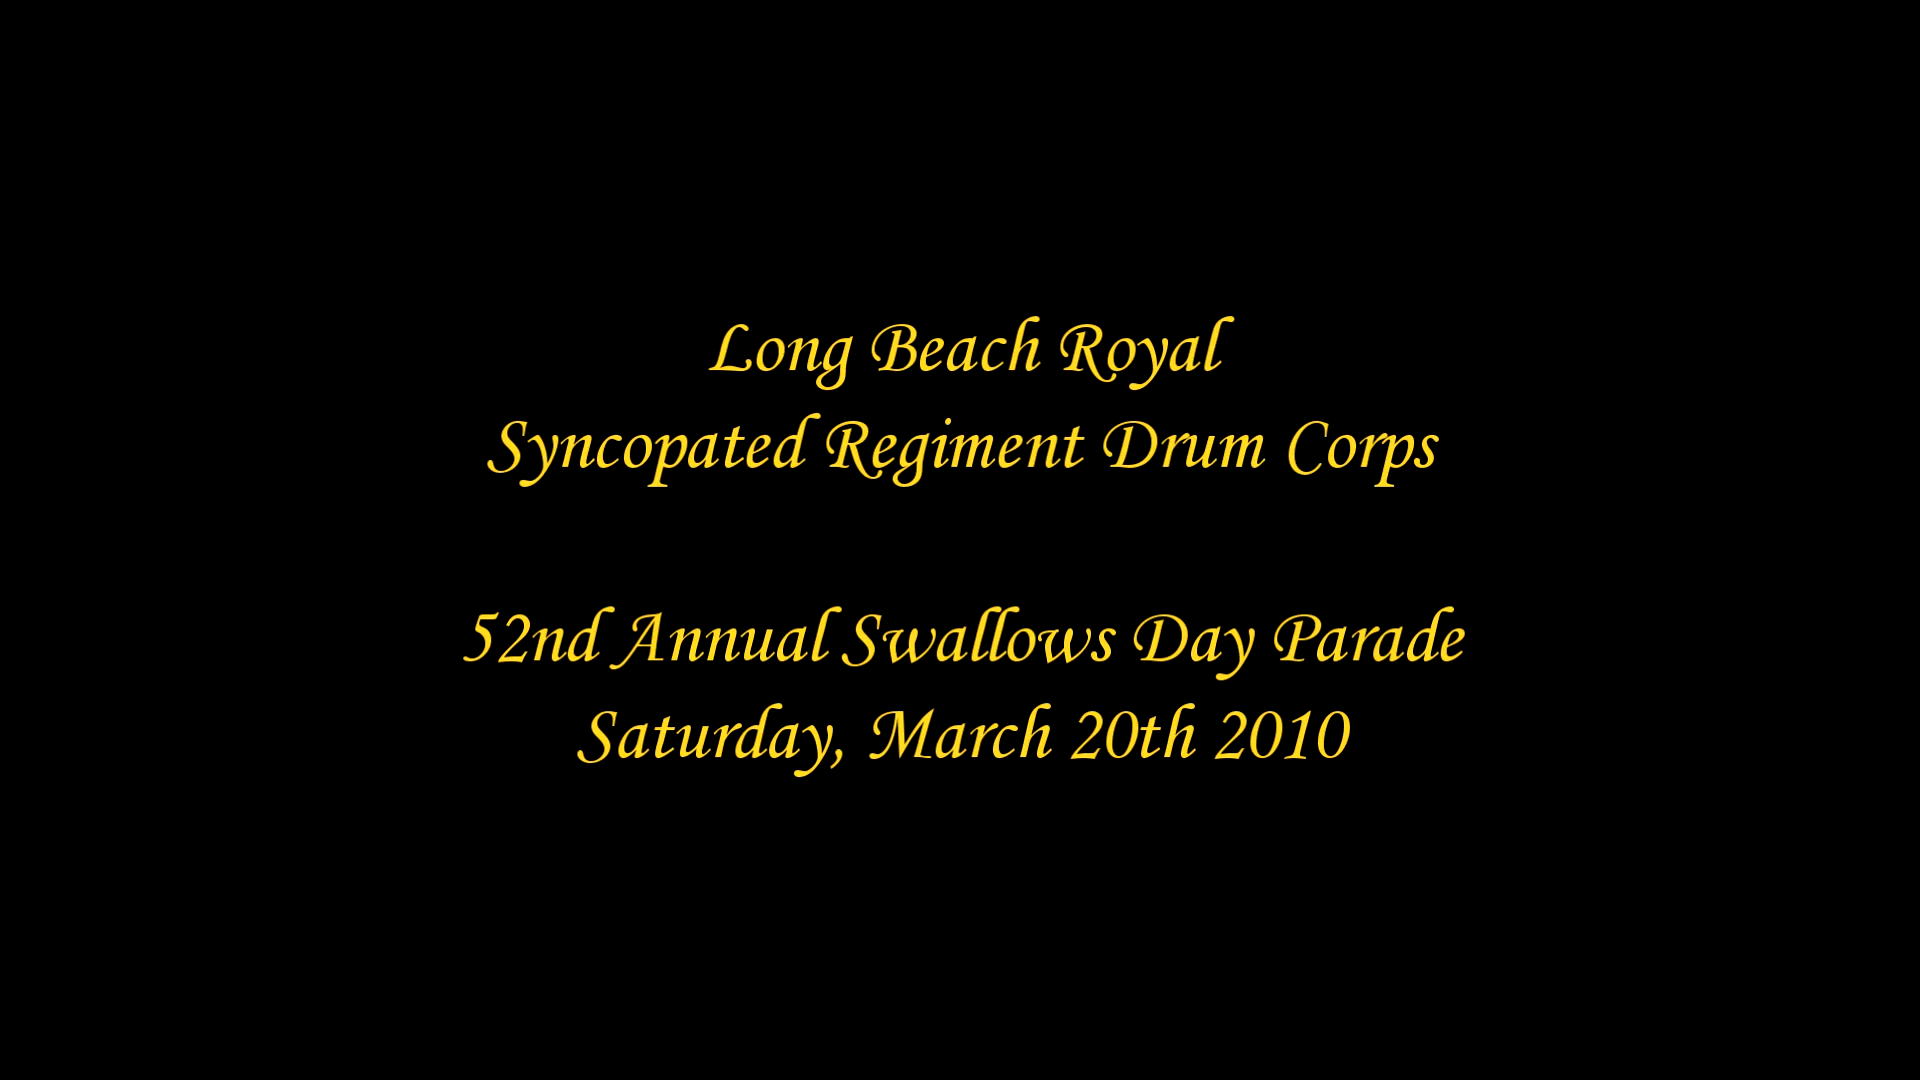 Long Beach Royal
Syncopated Regiment Drum Corps
52nd Annual Swallows Day Parade
Saturday, March 20th 2010